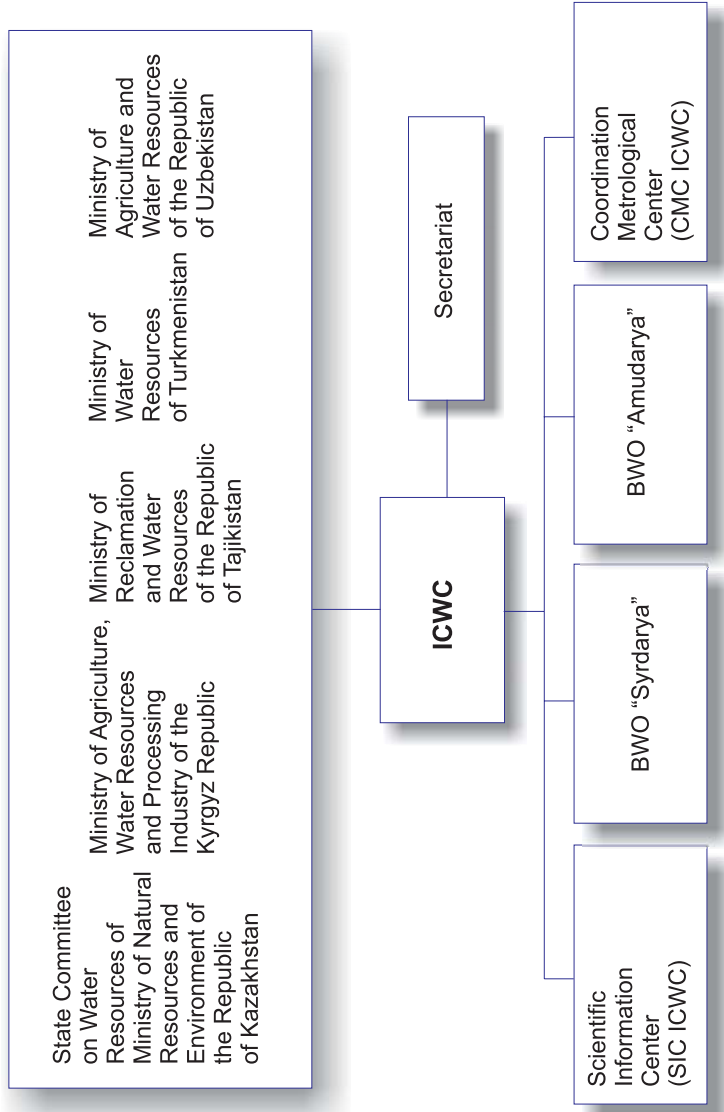 State Committee
on Water
Resources of
Ministry of Natural
Resources and
Environment of
the Republic
of Kazakhstan
Ministry of Agriculture,
Water Resources
and Processing
Industry of the
Kyrgyz Republic
Ministry of
Reclamation
and Water
Resources
of the Republic
of Tajikistan
Ministry of
Water
Resources
of Turkmenistan
Ministry of
Agriculture and
Water Resources
of the Republic
of Uzbekistan
ICWC
Secretariat
Scientific
Information
Center
(SIC ICWC)
BWO “Syrdarya”
BWO “Amudarya”
Coordination
Metrological
Center
(CMC ICWC)